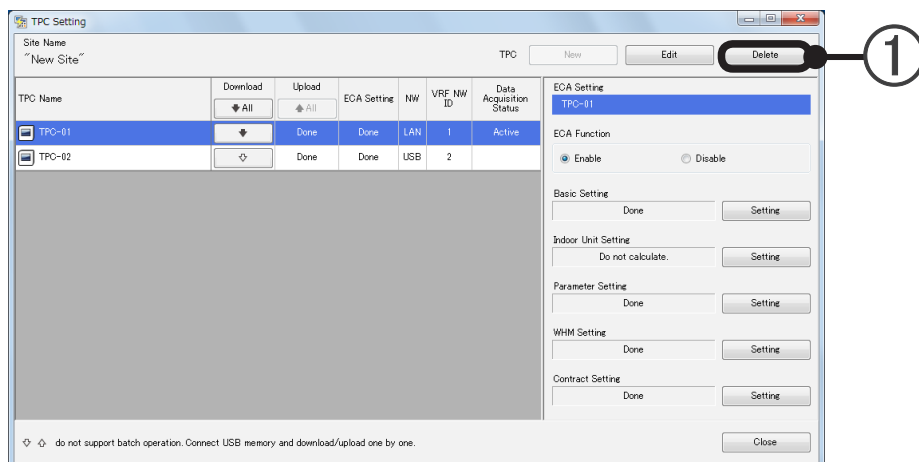 TPC Setting
Site Name
"New Site"
TPC New Edit Delete
1
TPC Name Download Upload ECA Setting NW VRF NW ID Data Acquisition Status
All All
TPC-01 Done Done LAN 1 Active
TPC-02 Done Done USB 2
ECA Setting
TPC-01
ECA Function
Enable Disable
Basic Setting
Done Setting
Indoor Unit Setting
Do not calculate. Setting
Parameter Setting
Done Setting
WHM Setting
Done Setting
Contract Setting
Done Setting
do not support batch operation. Connect USB memory and download/upload one by one.
Close